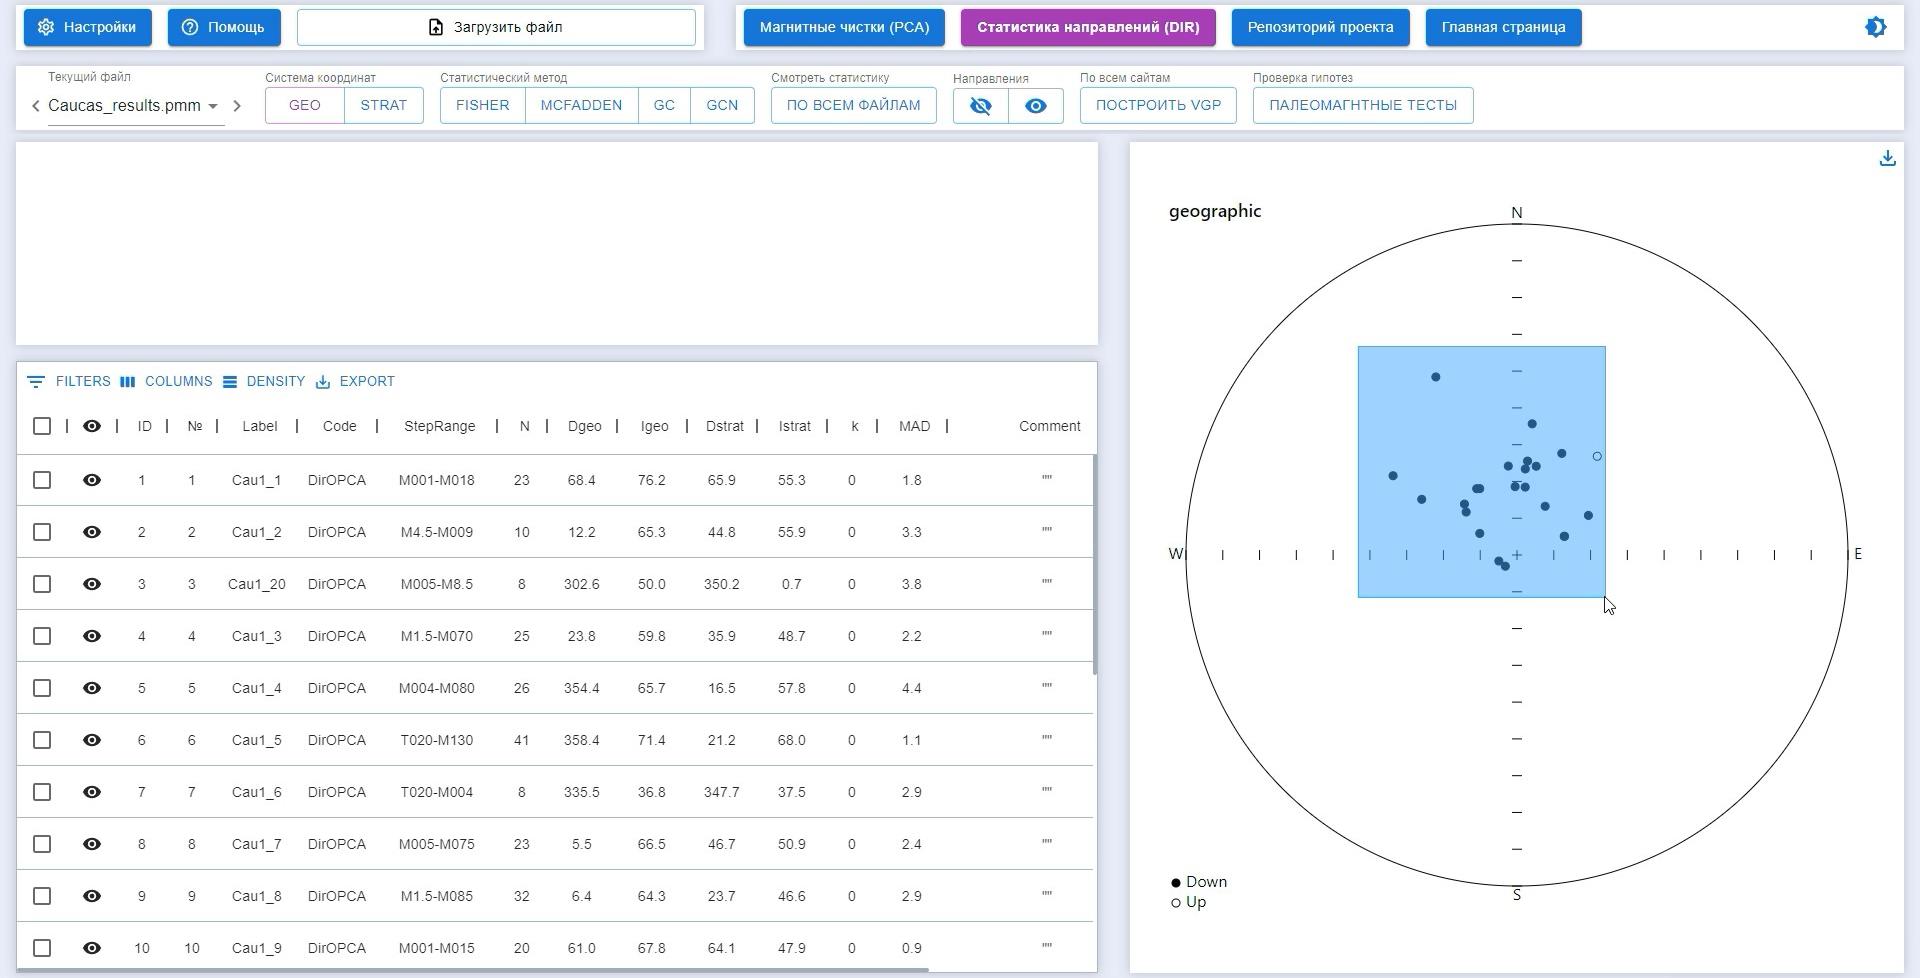 Настройки Помощь Загрузить файл Магнитные чистки (PCA) Статистика направлений (DIR) Репозиторий проекта Главная страница
Текущий файл Система координат Статистический метод Смотреть статистику Направления По всем сайтам Проверка гипотез
Caucas_results.pmm GEO STRAT FISHER MCFADDEN GC GCN ПО ВСЕМ ФАЙЛАМ ПОСТРОИТЬ VGP ПАЛЕОМАГНТНЫЕ ТЕСТЫ
FILTERS COLUMNS DENSITY EXPORT
ID № Label Code StepRange N Dgeo Igeo Dstrat Istrat k MAD Comment
1 1 Cau1_1 DirOPCA M001-M018 23 68.4 76.2 65.9 55.3 0 1.8 ""
2 2 Cau1_2 DirOPCA M4.5-M009 10 12.2 65.3 44.8 55.9 0 3.3 ""
3 3 Cau1_20 DirOPCA M005-M8.5 8 302.6 50.0 350.2 0.7 0 3.8 ""
4 4 Cau1_3 DirOPCA M1.5-M070 25 23.8 59.8 35.9 48.7 0 2.2 ""
5 5 Cau1_4 DirOPCA M004-M080 26 354.4 65.7 16.5 57.8 0 4.4 ""
6 6 Cau1_5 DirOPCA T020-M130 41 358.4 71.4 21.2 68.0 0 1.1 ""
7 7 Cau1_6 DirOPCA T020-M004 8 335.5 36.8 347.7 37.5 0 2.9 ""
8 8 Cau1_7 DirOPCA M005-M075 23 5.5 66.5 46.7 50.9 0 2.4 ""
9 9 Cau1_8 DirOPCA M1.5-M085 32 6.4 64.3 23.7 46.6 0 2.9 ""
10 10 Cau1_9 DirOPCA M001-M015 20 61.0 67.8 64.1 47.9 0 0.9 ""
geographic
N
W
E
S
Down
Up